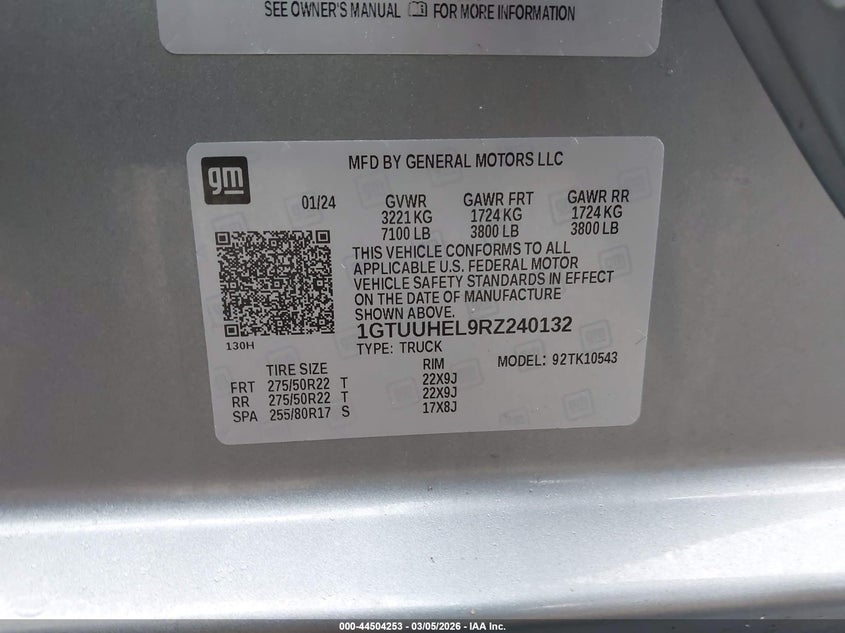 SEE OWNER'S MANUAL FOR MORE INFORMATION
gm
MFD BY GENERAL MOTORS LLC
01/24 GVWR GAWR FRT GAWR RR
3221 KG 1724 KG 1724 KG
7100 LB 3800 LB 3800 LB
THIS VEHICLE CONFORMS TO ALL
APPLICABLE U.S. FEDERAL MOTOR
VEHICLE SAFETY STANDARDS IN EFFECT
ON THE DATE OF MANUFACTURE
SHOWN ABOVE.
1GTUUHEL9RZ240132
130H
TYPE: TRUCK
MODEL: 92TK10543
TIRE SIZE RIM
FRT 275/50R22 T 22X9J
RR 275/50R22 T 22X9J
SPA 255/80R17 S 17X8J
000-44504253 - 03/05/2026 - IAA Inc.